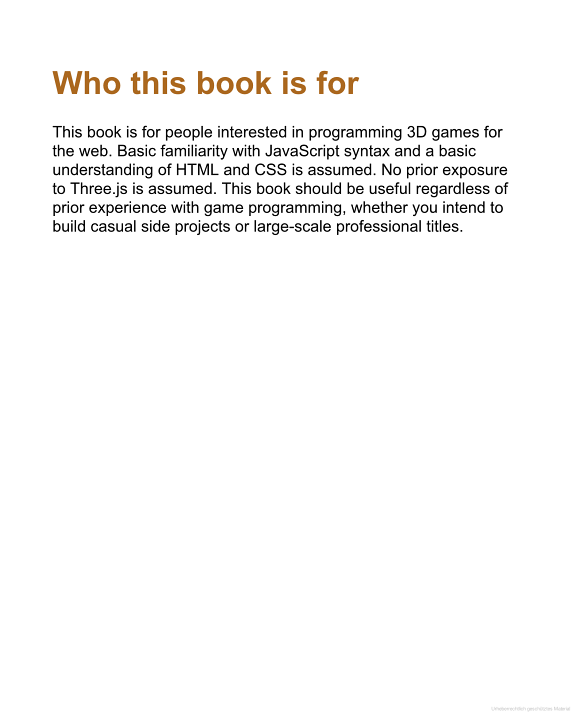 Who this book is for
This book is for people interested in programming 3D games for
the web. Basic familiarity with JavaScript syntax and a basic
understanding of HTML and CSS is assumed. No prior exposure
to Three.js is assumed. This book should be useful regardless of
prior experience with game programming, whether you intend to
build casual side projects or large-scale professional titles.
Urheberrechtlich geschütztes Material